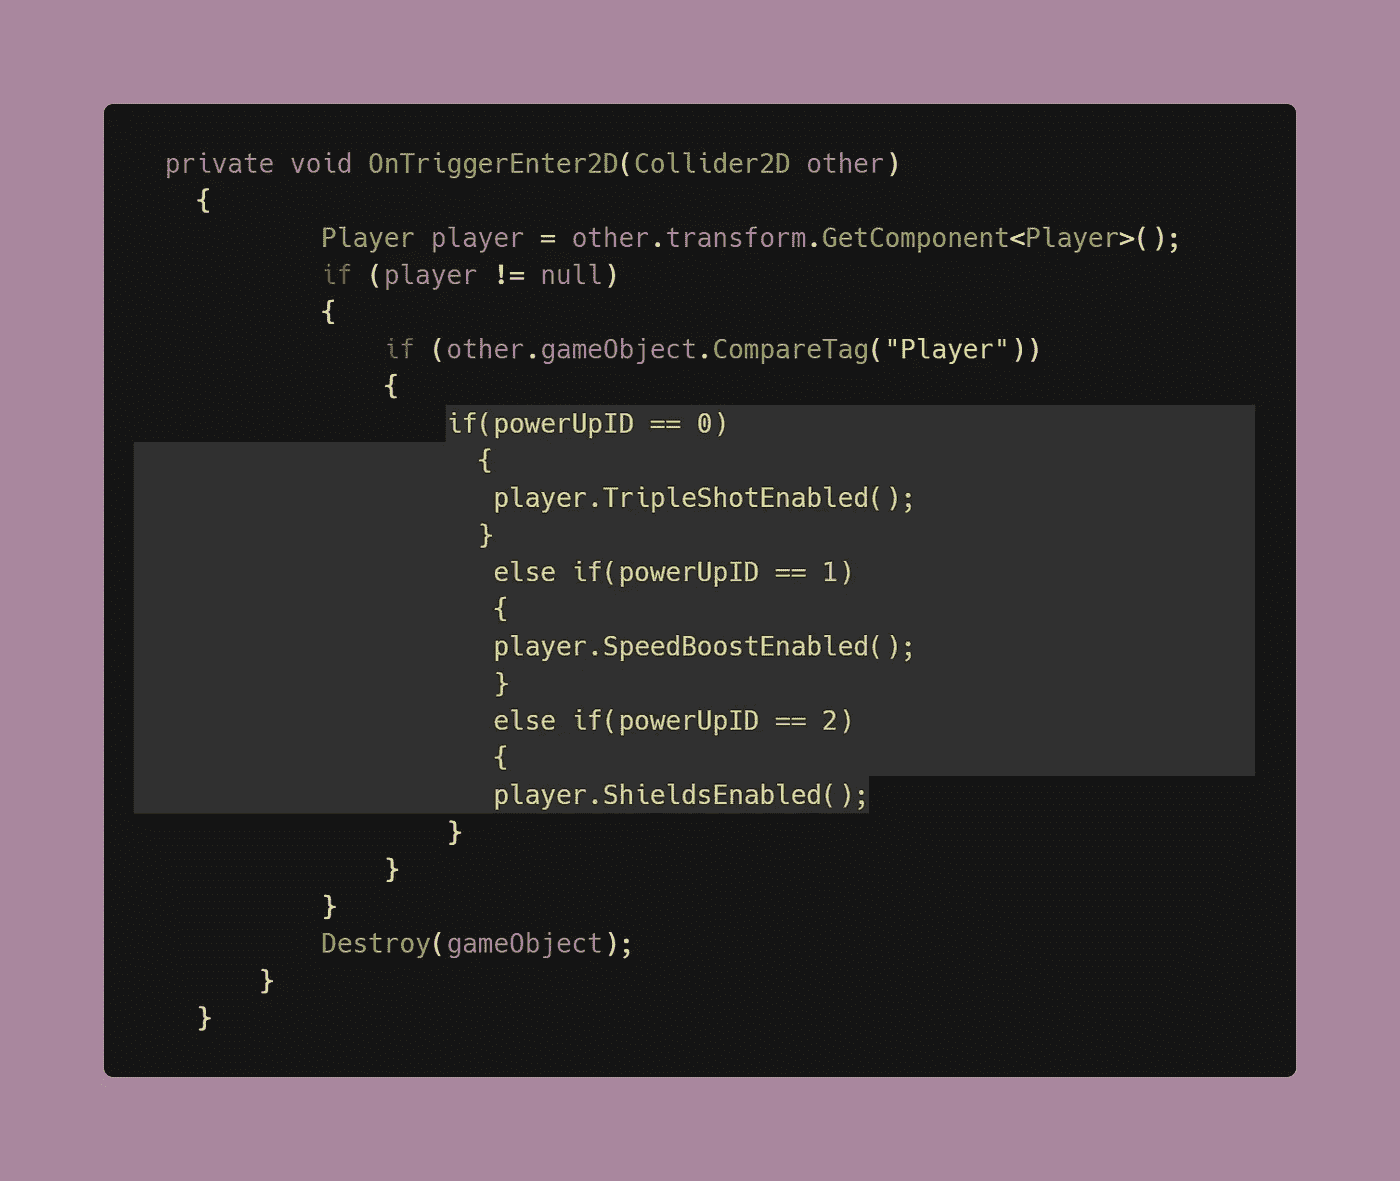 private void OnTriggerEnter2D(Collider2D other)
{
Player player = other.transform.GetComponent<Player>();
if (player != null)
{
if (other.gameObject.CompareTag("Player"))
{
if(powerUpID == 0)
{
player.TripleShotEnabled();
}
else if(powerUpID == 1)
{
player.SpeedBoostEnabled();
}
else if(powerUpID == 2)
{
player.ShieldsEnabled();
}
}
}
Destroy(gameObject);
}
}